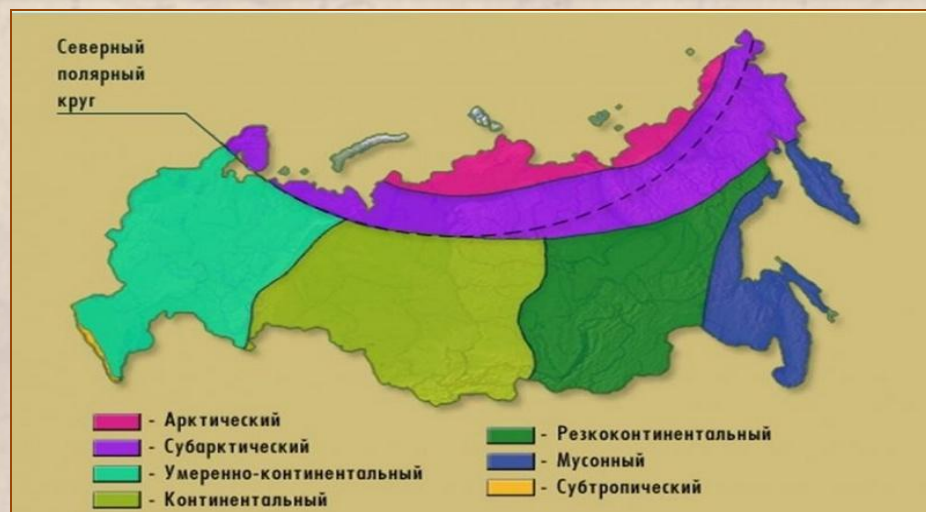 Северный
полярный
круг
- Арктический
- Субарктический
- Умеренно-континентальный
- Континентальный
- Резкоконтинентальный
- Мусонный
- Субтропический